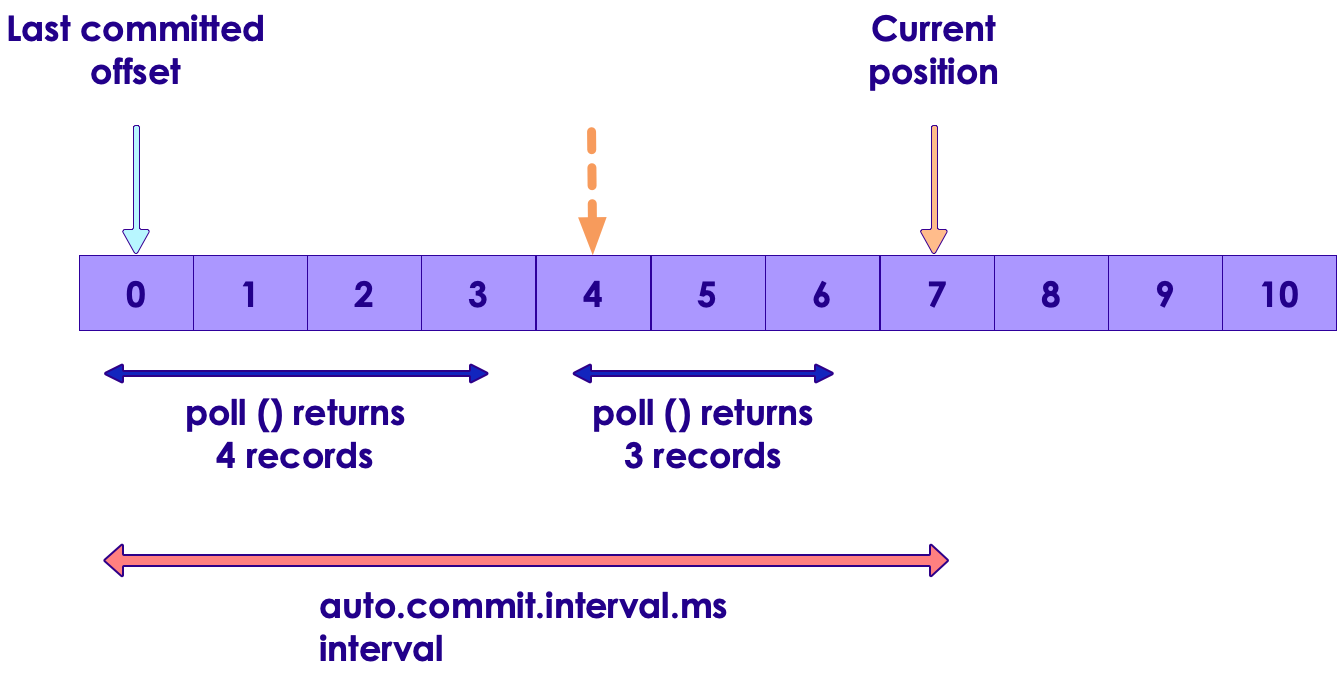 Last committed
offset
Current
position
0 1 2 3 4 5 6 7 8 9 10
poll () returns
4 records
poll () returns
3 records
auto.commit.interval.ms
interval